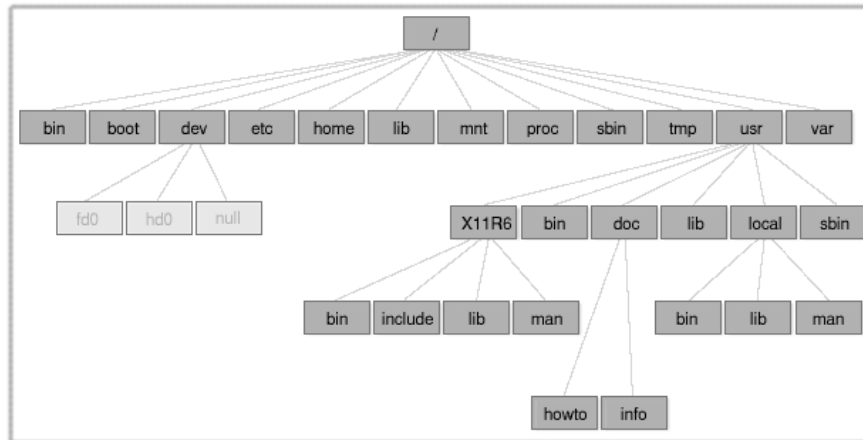 /
bin boot dev etc home lib mnt proc sbin tmp usr var
fd0 hd0 null X11R6 bin doc lib local sbin
bin include lib man bin lib man
howto info